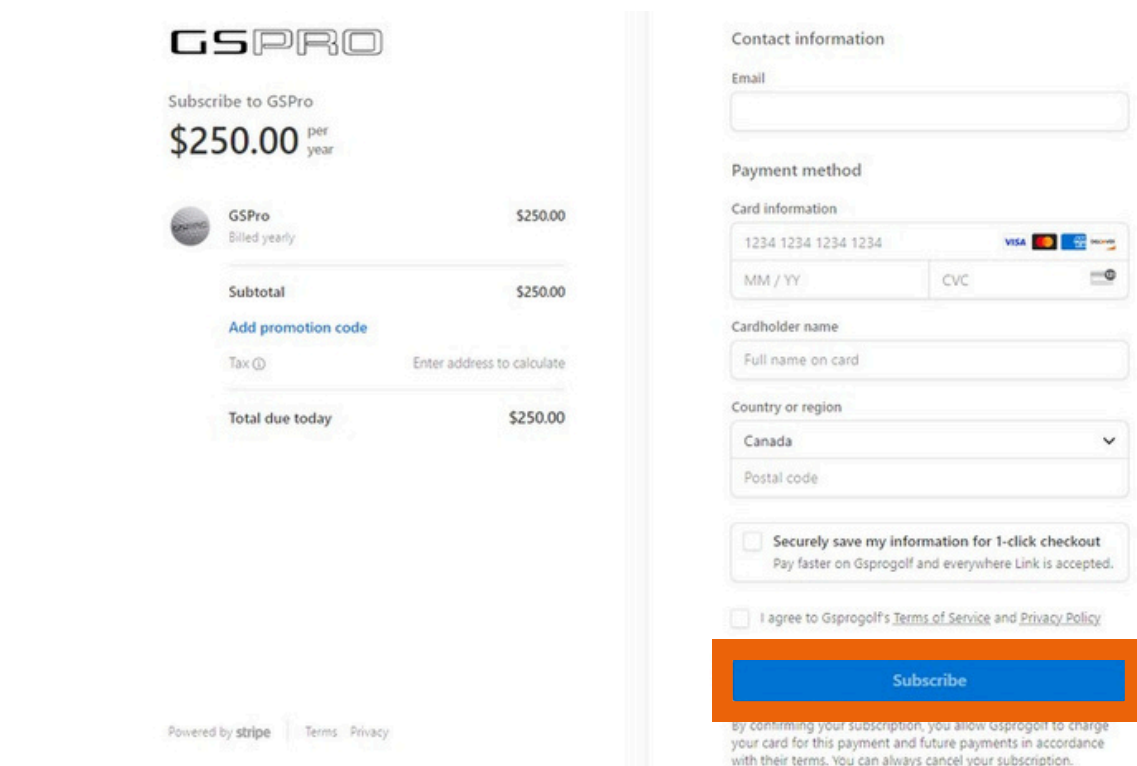 GSPRO
Subscribe to GSPro
$250.00 per year
GSPro $250.00
Billed yearly
Subtotal $250.00
Add promotion code
Tax Enter address to calculate
Total due today $250.00
Powered by stripe Terms Privacy
Contact information
Email
Payment method
Card information
1234 1234 1234 1234 VISA
MM / YY CVC
Cardholder name
Full name on card
Country or region
Canada
Postal code
Securely save my information for 1-click checkout
Pay faster on Gsprogolf and everywhere Link is accepted.
I agree to Gsprogolf's Terms of Service and Privacy Policy
Subscribe
By confirming your subscription, you allow Gsprogolf to charge
your card for this payment and future payments in accordance
with their terms. You can always cancel your subscription.